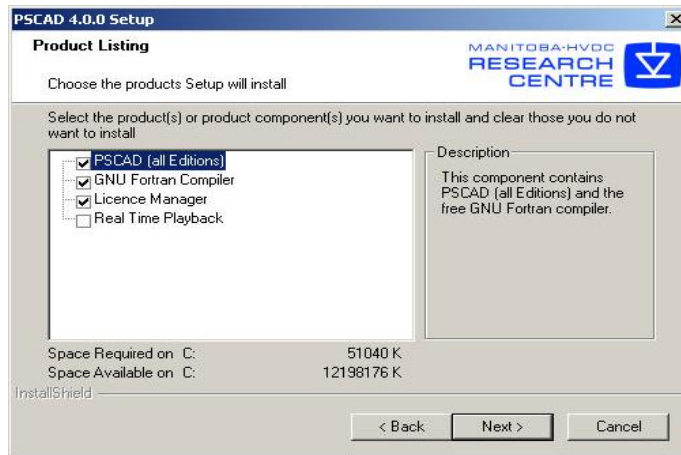 PSCAD 4.0.0 Setup
Product Listing
Choose the products Setup will install
MANITOBA-HVDC
RESEARCH
CENTRE
Select the product(s) or product component(s) you want to install and clear those you do not
want to install
PSCAD (all Editions)
GNU Fortran Compiler
Licence Manager
Real Time Playback
Description
This component contains
PSCAD (all Editions) and the
free GNU Fortran compiler.
Space Required on C: 51040 K
Space Available on C: 12198176 K
InstallShield
< Back
Next >
Cancel